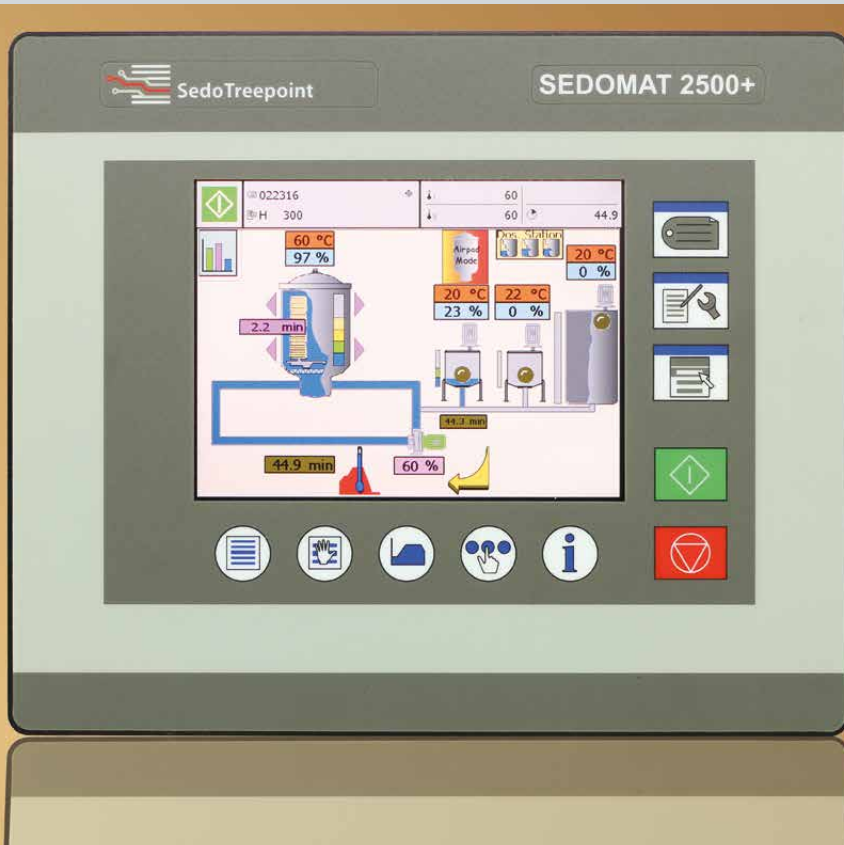 SedoTreepoint
SEDOMAT 2500+
022316
60
H 300
60
44.9
60 °C
97 %
Airpad
Mode
Dos. Station
20 °C
0 %
20 °C
23 %
22 °C
0 %
2.2 min
44.3 min
44.9 min
60 %
i